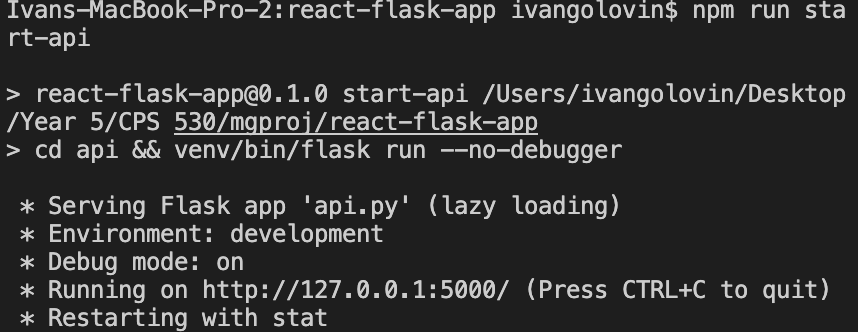 Ivans-MacBook-Pro-2:react-flask-app ivangolovin$ npm run sta
rt-api
> react-flask-app@0.1.0 start-api /Users/ivangolovin/Desktop
/Year 5/CPS 530/mgproj/react-flask-app
> cd api && venv/bin/flask run --no-debugger
* Serving Flask app 'api.py' (lazy loading)
* Environment: development
* Debug mode: on
* Running on http://127.0.0.1:5000/ (Press CTRL+C to quit)
* Restarting with stat